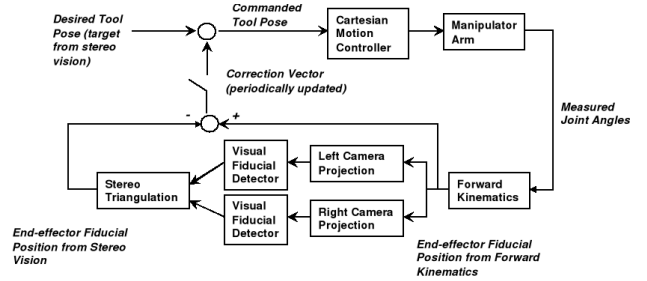 Desired Tool
Pose (target
from stereo
vision)
Commanded
Tool Pose
Cartesian
Motion
Controller
Manipulator
Arm
Correction Vector
(periodically updated)
Measured
Joint Angles
-
+
Visual
Fiducial
Detector
Left Camera
Projection
Stereo
Triangulation
Forward
Kinematics
Visual
Fiducial
Detector
Right Camera
Projection
End-effector Fiducial
Position from Stereo
Vision
End-effector Fiducial
Position from Forward
Kinematics